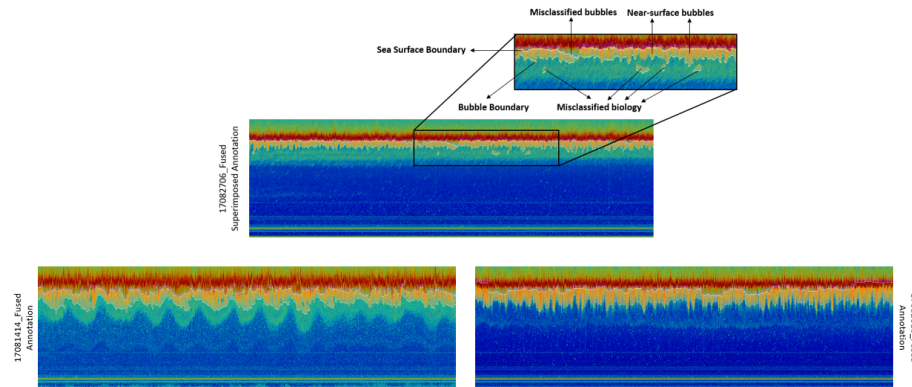 Misclassified bubbles
Near-surface bubbles
Sea Surface Boundary
Bubble Boundary
Misclassified biology
17082706_Fused
Superimposed Annotation
17081414_Fused
Annotation
Annotation